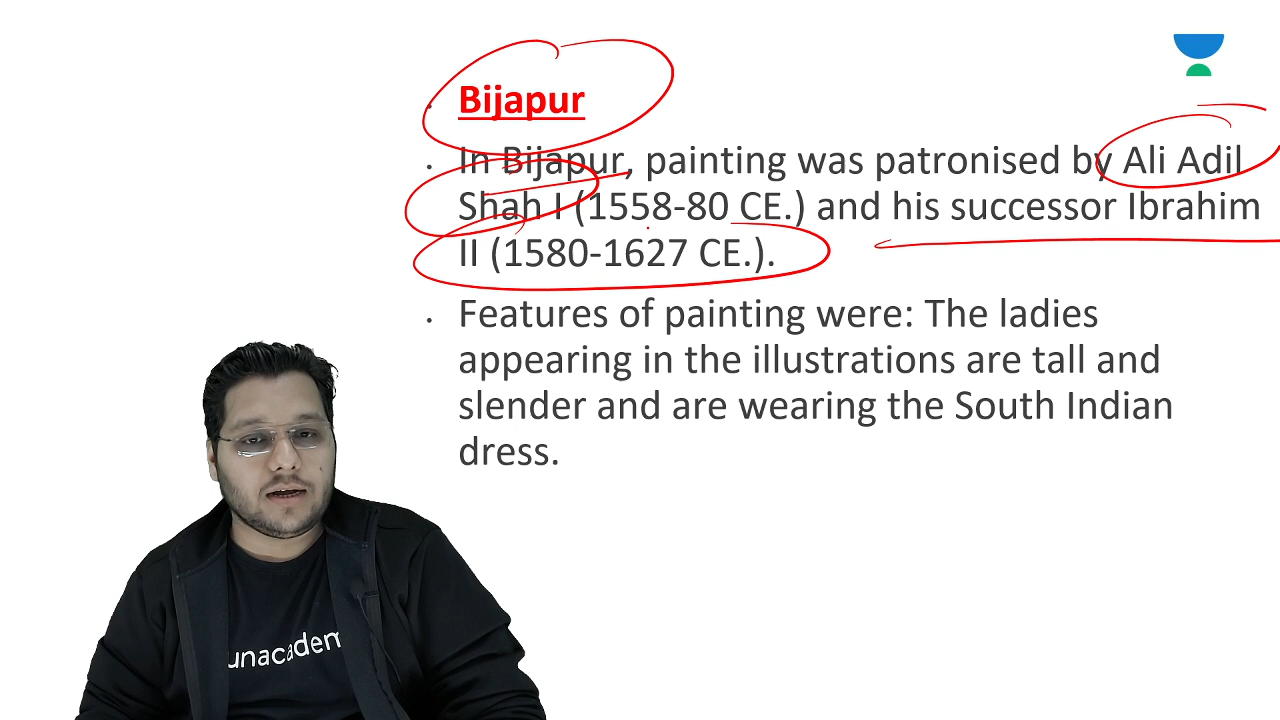 Bijapur
In Bijapur, painting was patronised by Ali Adil
Shah I (1558-80 CE.) and his successor Ibrahim
II (1580-1627 CE.).
Features of painting were: The ladies
appearing in the illustrations are tall and
slender and are wearing the South Indian
dress.
unacadem